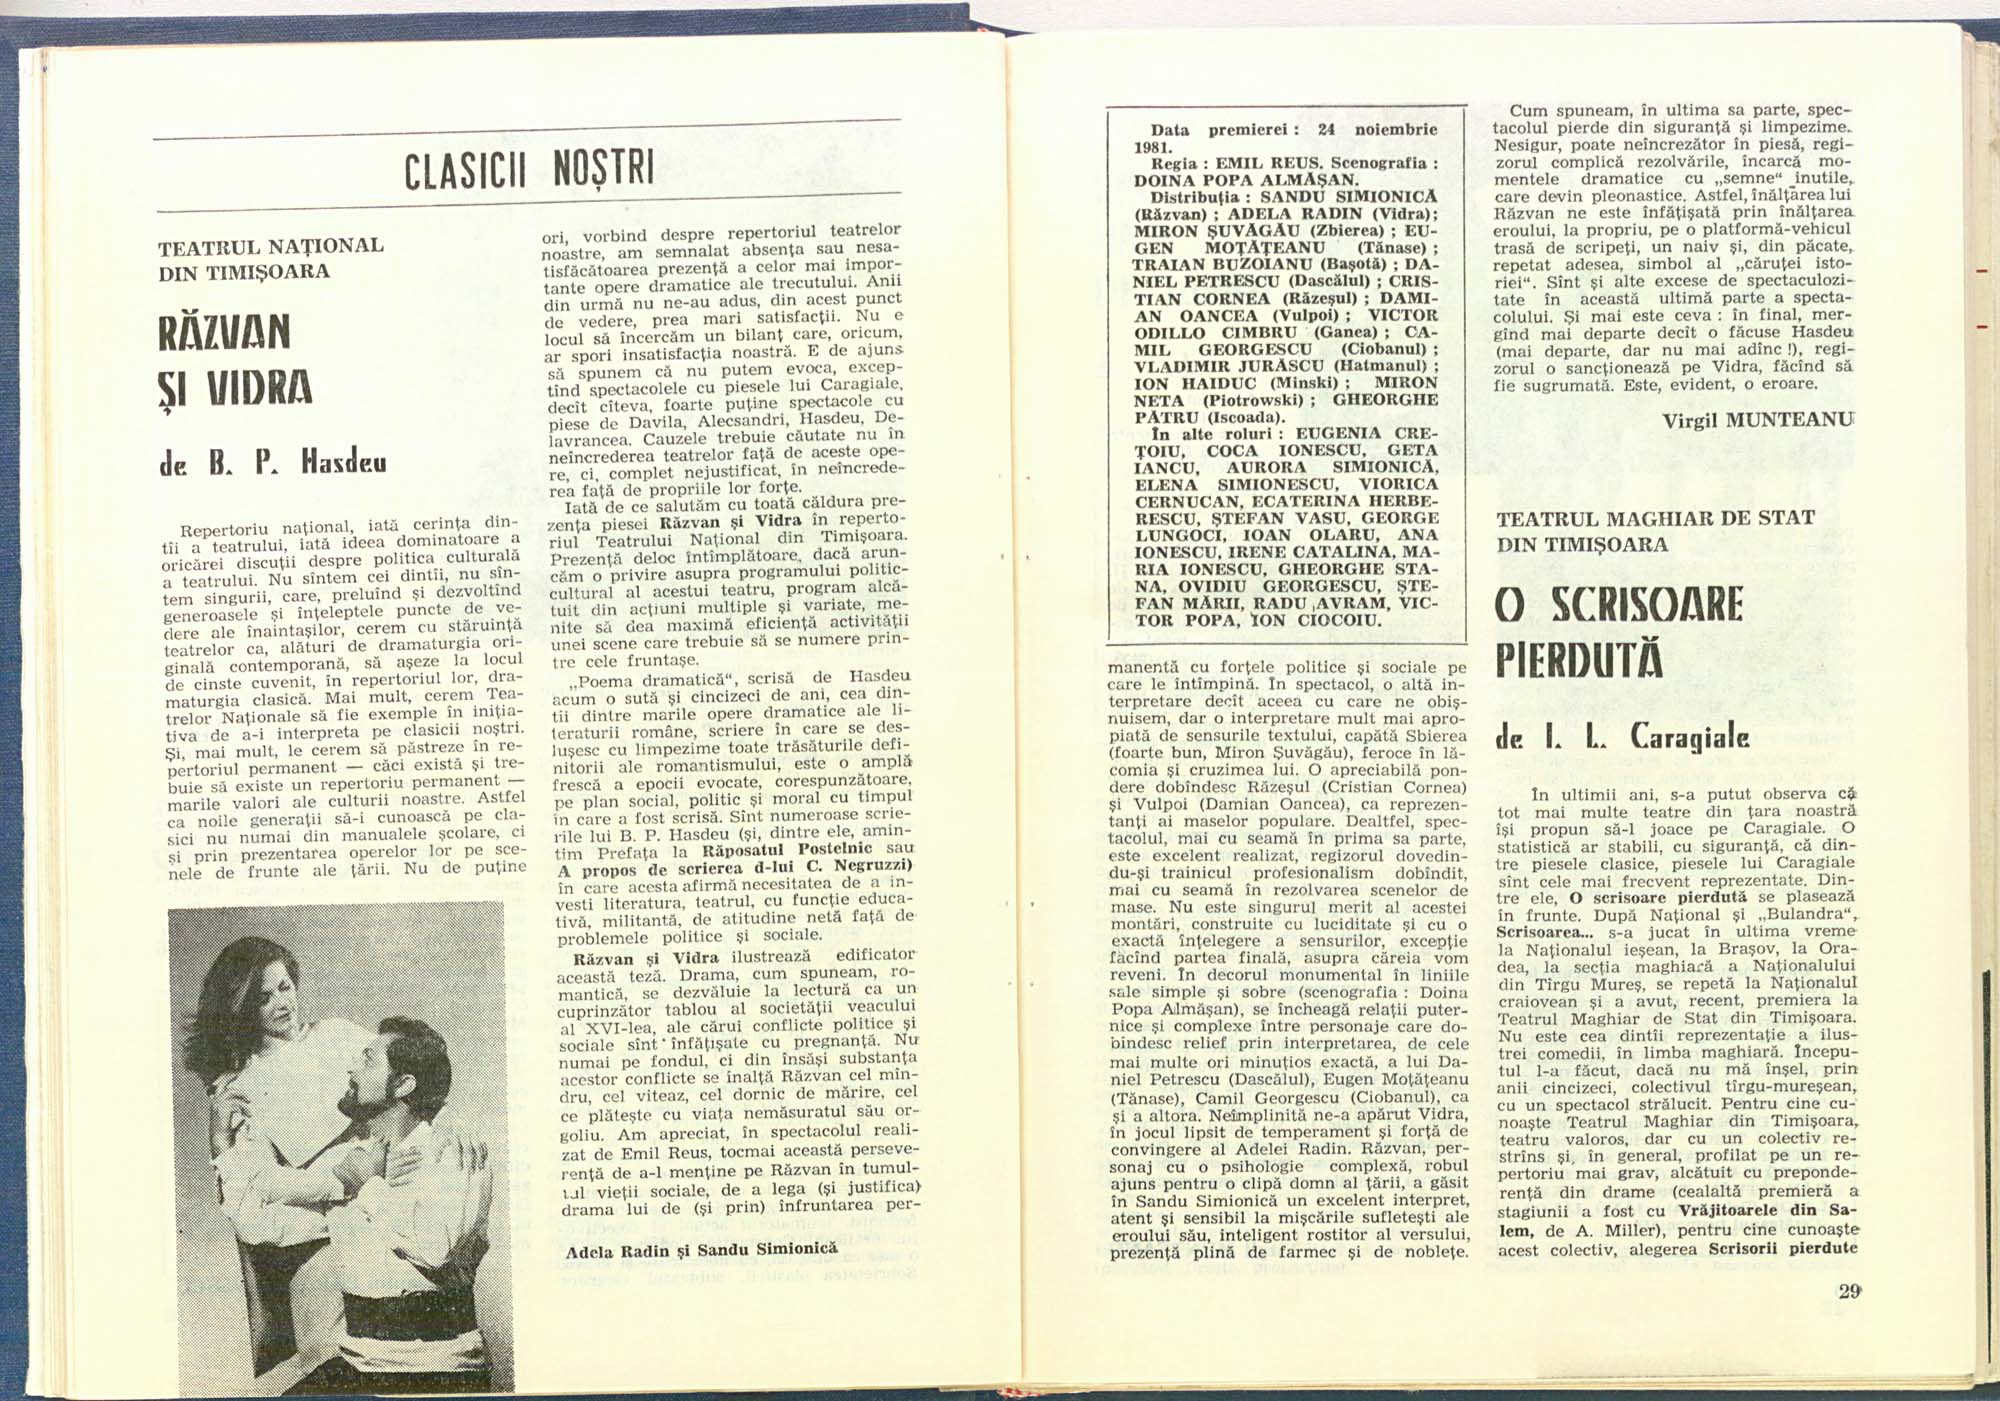 CLASICII NOȘTRI
TEATRUL NAȚIONAL
DIN TIMIȘOARA
RĂZVAN
ȘI VIDRA
de B. P. Hasdeu
Repertoriu național, iată cerința din-
tîi a teatrului, iată ideea dominatoare a
oricărei discuții despre politica culturală
a teatrului. Nu sîntem cei dintîi, nu sîn-
tem singurii, care, preluînd și dezvoltînd
generoasele și înțeleptele puncte de ve-
dere ale înaintașilor, cerem cu stăruință
teatrelor ca, alături de dramaturgia ori-
ginală contemporană, să așeze la locul
de cinste cuvenit, în repertoriul lor, dra-
maturgia clasică. Mai mult, cerem Tea-
trelor Naționale să fie exemple în iniția-
tiva de a-i interpreta pe clasicii noștri.
Și, mai mult, le cerem să păstreze în re-
pertoriul permanent — căci există și tre-
buie să existe un repertoriu permanent —
marile valori ale culturii noastre. Astfel
ca noile generații să-i cunoască pe cla-
sici nu numai din manualele școlare, ci
și prin prezentarea operelor lor pe sce-
nele de frunte ale țării. Nu de puține
ori, vorbind despre repertoriul teatrelor
noastre, am semnalat absența sau nesa-
tisfăcătoarea prezență a celor mai impor-
tante opere dramatice ale trecutului. Anii
din urmă nu ne-au adus, din acest punct
de vedere, prea mari satisfacții. Nu e
locul să încercăm un bilanț care, oricum,
ar spori insatisfacția noastră. E de ajuns
să spunem că nu putem evoca, excep-
tînd spectacolele cu piesele lui Caragiale,
decît cîteva, foarte puține spectacole cu
piese de Davila, Alecsandri, Hasdeu, De-
lavrancea. Cauzele trebuie căutate nu în
neîncrederea teatrelor față de aceste ope-
re, ci, complet nejustificat, în neîncrede-
rea față de propriile lor forțe.
Iată de ce salutăm cu toată căldura pre-
zența piesei Răzvan și Vidra în reperto-
riul Teatrului Național din Timișoara.
Prezență deloc întîmplătoare, dacă arun-
căm o privire asupra programului politic-
cultural al acestui teatru, program alcă-
tuit din acțiuni multiple și variate, me-
nite să dea maximă eficiență activității
unei scene care trebuie să se numere prin-
tre cele fruntașe.
„Poema dramatică“, scrisă de Hasdeu
acum o sută și cincizeci de ani, cea din-
tîi dintre marile opere dramatice ale li-
teraturii române, scriere în care se des-
lușesc cu limpezime toate trăsăturile defi-
nitorii ale romantismului, este o amplă
frescă a epocii evocate, corespunzătoare,
pe plan social, politic și moral cu timpul
în care a fost scrisă. Sînt numeroase scrie-
rile lui B. P. Hasdeu (și, dintre ele, amin-
tim Prefața la Răposatul Postelnic sau
A propos de scrierea d-lui C. Negruzzi)
în care acesta afirmă necesitatea de a in-
vesti literatura, teatrul, cu funcție educa-
tivă, militantă, de atitudine netă față de
problemele politice și sociale.
Răzvan și Vidra ilustrează edificator
această teză. Drama, cum spuneam, ro-
mantică, se dezvăluie la lectură ca un
cuprinzător tablou al societății veacului
al XVI-lea, ale cărui conflicte politice și
sociale sînt înfățișate cu pregnanță. Nu
numai pe fondul, ci din însăși substanța
acestor conflicte se înalță Răzvan cel mîn-
dru, cel viteaz, cel dornic de mărire, cel
ce plătește cu viața nemăsuratul său or-
goliu. Am apreciat, în spectacolul reali-
zat de Emil Reus, tocmai această perseve-
rență de a-l menține pe Răzvan în tumul-
tul vieții sociale, de a lega (și justifica)
drama lui de (și prin) înfruntarea per-
Adela Radin și Sandu Simionică
Data premierei : 24 noiembrie
1981.
Regia : EMIL REUS. Scenografia :
DOINA POPA ALMĂȘAN.
Distribuția : SANDU SIMIONICĂ
(Răzvan) ; ADELA RADIN (Vidra);
MIRON ȘUVĂGĂU (Zbierea) ; EU-
GEN MOȚĂȚEANU (Tănase) ;
TRAIAN BUZOIANU (Bașotă) ; DA-
NIEL PETRESCU (Dascălul) ; CRIS-
TIAN CORNEA (Răzeșul) ; DAMI-
AN OANCEA (Vulpoi) ; VICTOR
ODILLO CIMBRU (Ganea) ; CA-
MIL GEORGESCU (Ciobanul) ;
VLADIMIR JURĂSCU (Hatmanul) ;
ION HAIDUC (Minski) ; MIRON
NETA (Piotrowski) ; GHEORGHE
PĂTRU (Iscoada).
În alte roluri : EUGENIA CRE-
ȚOIU, COCA IONESCU, GETA
IANCU, AURORA SIMIONICĂ,
ELENA SIMIONESCU, VIORICA
CERNUCAN, ECATERINA HERBE-
RESCU, ȘTEFAN VASU, GEORGE
LUNGOCI, IOAN OLARU, ANA
IONESCU, IRENE CATALINA, MA-
RIA IONESCU, GHEORGHE STA-
NA, OVIDIU GEORGESCU, ȘTE-
FAN MĂRII, RADU AVRAM, VIC-
TOR POPA, ION CIOCOIU.
manentă cu forțele politice și sociale pe
care le întîmpină. În spectacol, o altă in-
terpretare decît aceea cu care ne obiș-
nuisem, dar o interpretare mult mai apro-
piată de sensurile textului, capătă Sbierea
(foarte bun, Miron Șuvăgău), feroce în lă-
comia și cruzimea lui. O apreciabilă pon-
dere dobîndesc Răzeșul (Cristian Cornea)
și Vulpoi (Damian Oancea), ca reprezen-
tanți ai maselor populare. Dealtfel, spec-
tacolul, mai cu seamă în prima sa parte,
este excelent realizat, regizorul dovedin-
du-și trainicul profesionalism dobîndit,
mai cu seamă în rezolvarea scenelor de
mase. Nu este singurul merit al acestei
montări, construite cu luciditate și cu o
exactă înțelegere a sensurilor, excepție
făcînd partea finală, asupra căreia vom
reveni. În decorul monumental în liniile
sale simple și sobre (scenografia : Doina
Popa Almășan), se încheagă relații puter-
nice și complexe între personaje care do-
bîndesc relief prin interpretarea, de cele
mai multe ori minuțios exactă, a lui Da-
niel Petrescu (Dascălul), Eugen Moțățeanu
(Tănase), Camil Georgescu (Ciobanul), ca
și a altora. Neîmplinită ne-a apărut Vidra,
în jocul lipsit de temperament și forță de
convingere al Adelei Radin. Răzvan, per-
sonaj cu o psihologie complexă, robul
ajuns pentru o clipă domn al țării, a găsit
în Sandu Simionică un excelent interpret,
atent și sensibil la mișcările sufletești ale
eroului său, inteligent rostitor al versului,
prezență plină de farmec și de noblețe.
Cum spuneam, în ultima sa parte, spec-
tacolul pierde din siguranță și limpezime.
Nesigur, poate neîncrezător în piesă, regi-
zorul complică rezolvările, încarcă mo-
mentele dramatice cu „semne“ inutile,
care devin pleonastice. Astfel, înălțarea lui
Răzvan ne este înfățișată prin înălțarea
eroului, la propriu, pe o platformă-vehicul
trasă de scripeți, un naiv și, din păcate,
repetat adesea, simbol al „căruței isto-
riei“. Sînt și alte excese de spectaculozi-
tate în această ultimă parte a specta-
colului. Și mai este ceva : în final, mer-
gînd mai departe decît o făcuse Hasdeu
(mai departe, dar nu mai adînc !), regi-
zorul o sancționează pe Vidra, făcînd să
fie sugrumată. Este, evident, o eroare.
Virgil MUNTEANU
TEATRUL MAGHIAR DE STAT
DIN TIMIȘOARA
O SCRISOARE
PIERDUTĂ
de I. L. Caragiale
În ultimii ani, s-a putut observa că
tot mai multe teatre din țara noastră
își propun să-l joace pe Caragiale. O
statistică ar stabili, cu siguranță, că din-
tre piesele clasice, piesele lui Caragiale
sînt cele mai frecvent reprezentate. Din-
tre ele, O scrisoare pierdută se plasează
în frunte. După Național și „Bulandra“,
Scrisoarea... s-a jucat în ultima vreme
la Naționalul ieșean, la Brașov, la Ora-
dea, la secția maghiară a Naționalului
din Tîrgu Mureș, se repetă la Naționalul
craiovean și a avut, recent, premiera la
Teatrul Maghiar de Stat din Timișoara.
Nu este cea dintîi reprezentație a ilus-
trei comedii, în limba maghiară. Începu-
tul l-a făcut, dacă nu mă înșel, prin
anii cincizeci, colectivul tîrgu-mureșean,
cu un spectacol strălucit. Pentru cine cu-
noaște Teatrul Maghiar din Timișoara,
teatru valoros, dar cu un colectiv re-
strîns și, în general, profilat pe un re-
pertoriu mai grav, alcătuit cu preponde-
rență din drame (cealaltă premieră a
stagiunii a fost cu Vrăjitoarele din Sa-
lem, de A. Miller), pentru cine cunoaște
acest colectiv, alegerea Scrisorii pierdute
29